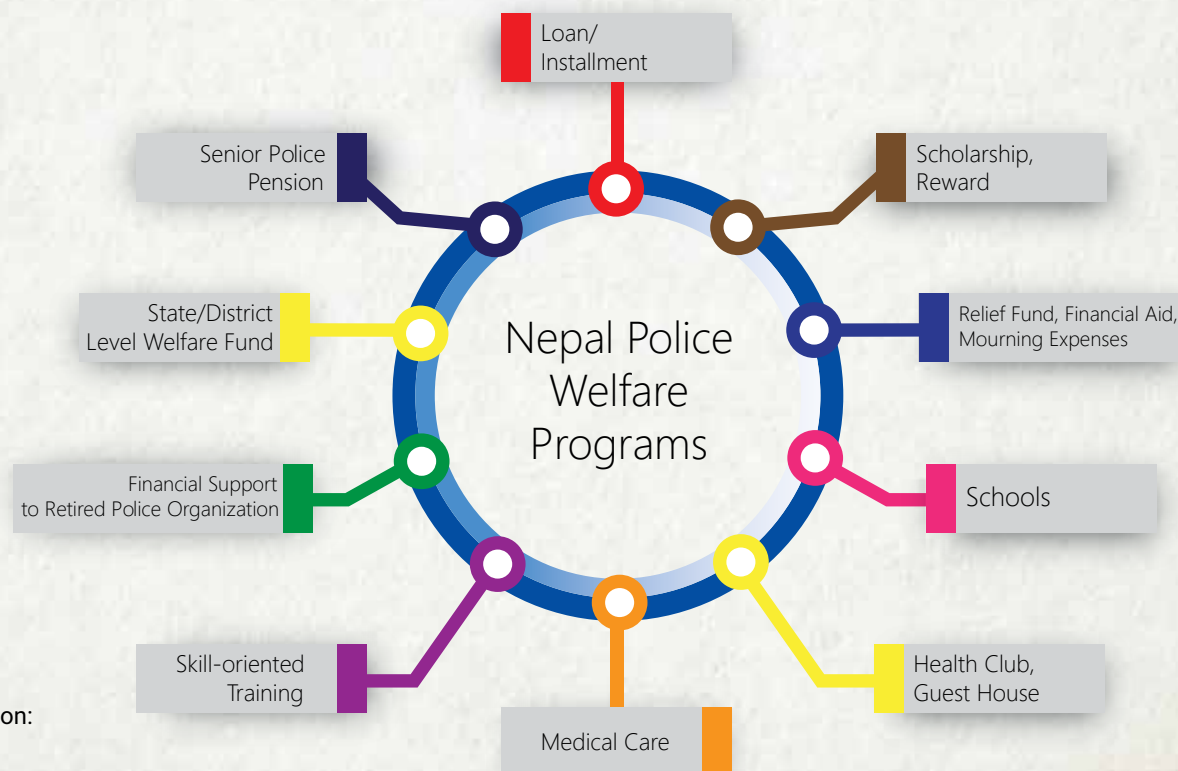 Loan/
Installment
Senior Police
Pension
Scholarship,
Reward
State/District
Level Welfare Fund
Relief Fund, Financial Aid,
Mourning Expenses
Nepal Police
Welfare
Programs
Financial Support
to Retired Police Organization
Schools
Skill-oriented
Training
Health Club,
Guest House
on:
Medical Care